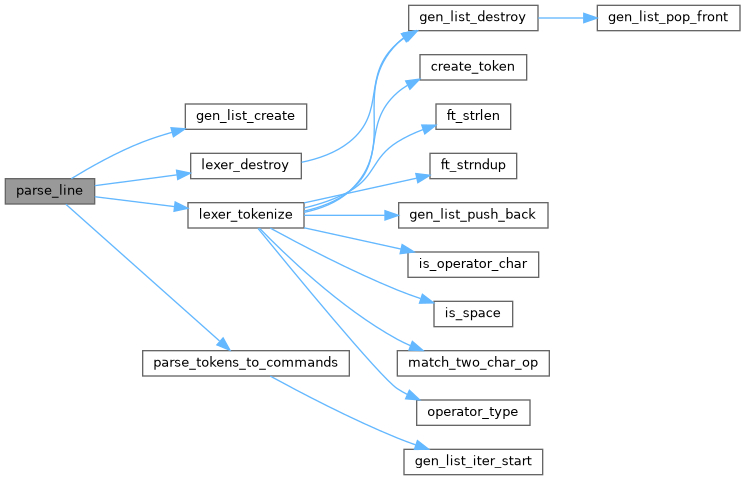 gen_list_destroy
gen_list_pop_front
create_token
gen_list_create
ft_strlen
lexer_destroy
ft_strndup
parse_line
lexer_tokenize
gen_list_push_back
is_operator_char
is_space
parse_tokens_to_commands
match_two_char_op
operator_type
gen_list_iter_start